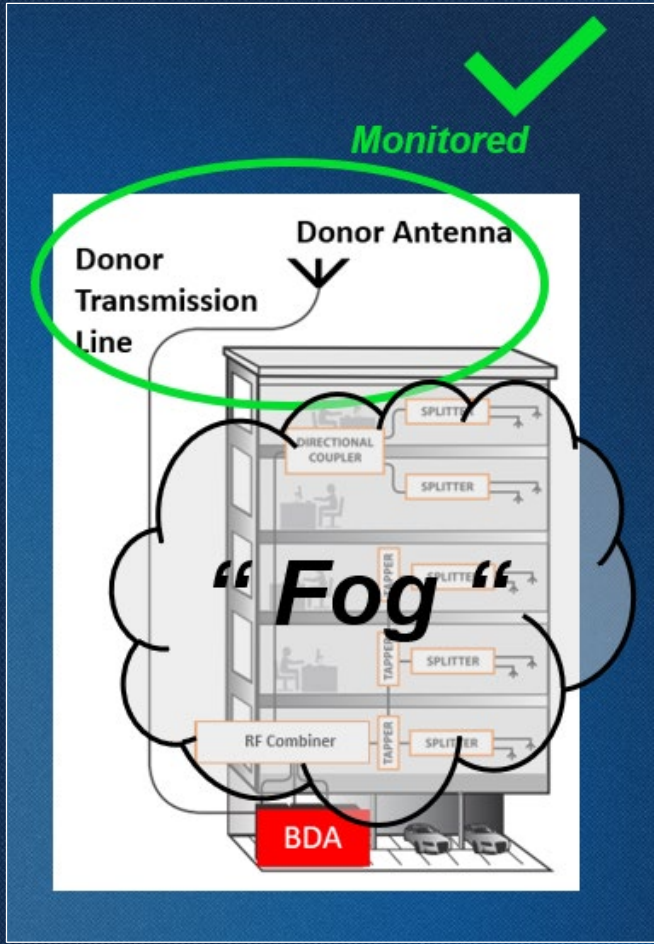 Monitored
Donor Antenna
Donor
Transmission
Line
SPLITTER
DIRECTIONAL
COUPLER
SPLITTER
“ Fog “
TAPPER
SPLITTER
TAPPER
SPLITTER
RF Combiner
TAPPER
SPLITTER
BDA